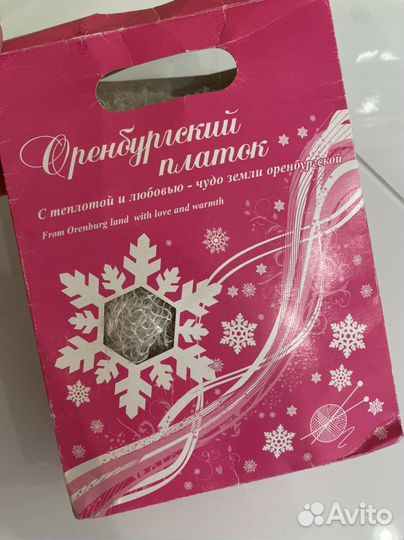 Оренбургский
платок
С теплотой и любовью - чудо земли оренбургской
From Orenburg land with love and warmth
Avito